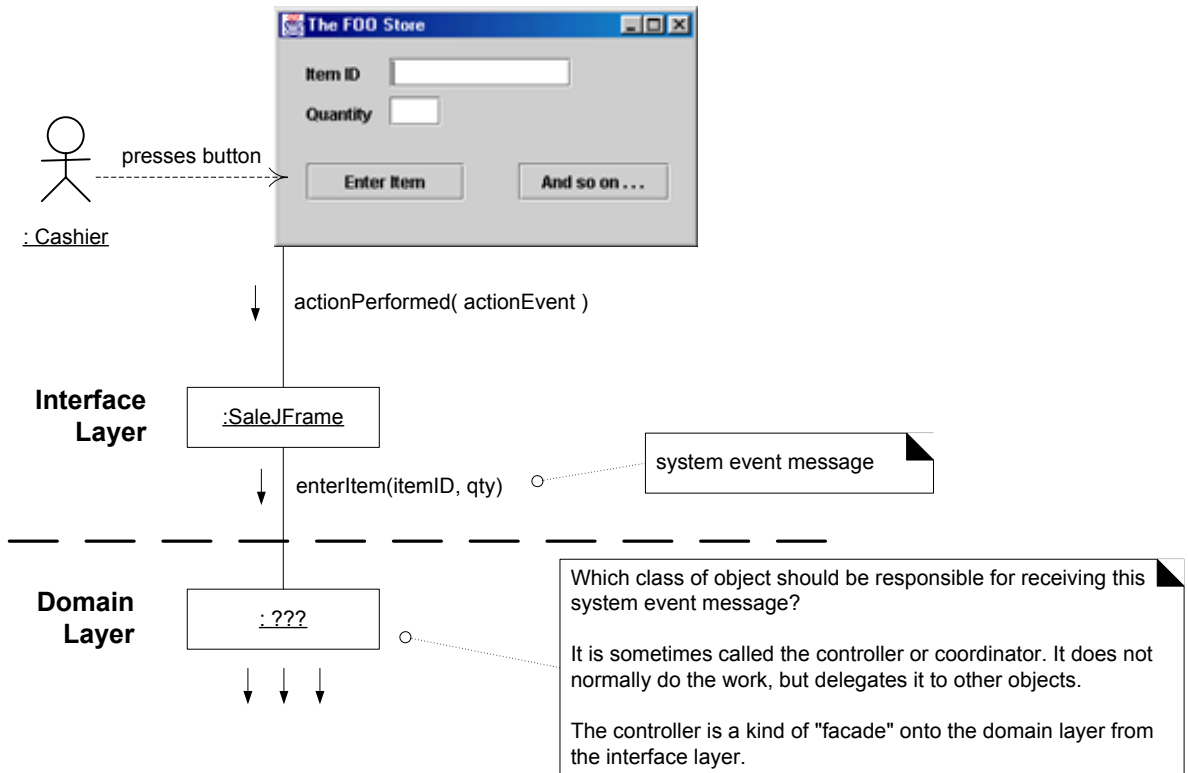 The FOO Store
Item ID
Quantity
Enter Item
And so on . . .
presses button
: Cashier
actionPerformed( actionEvent )
Interface
Layer
:SaleJFrame
system event message
enterItem(itemID, qty)
Domain
Layer
: ???
Which class of object should be responsible for receiving this
system event message?
It is sometimes called the controller or coordinator. It does not
normally do the work, but delegates it to other objects.
The controller is a kind of "facade" onto the domain layer from
the interface layer.